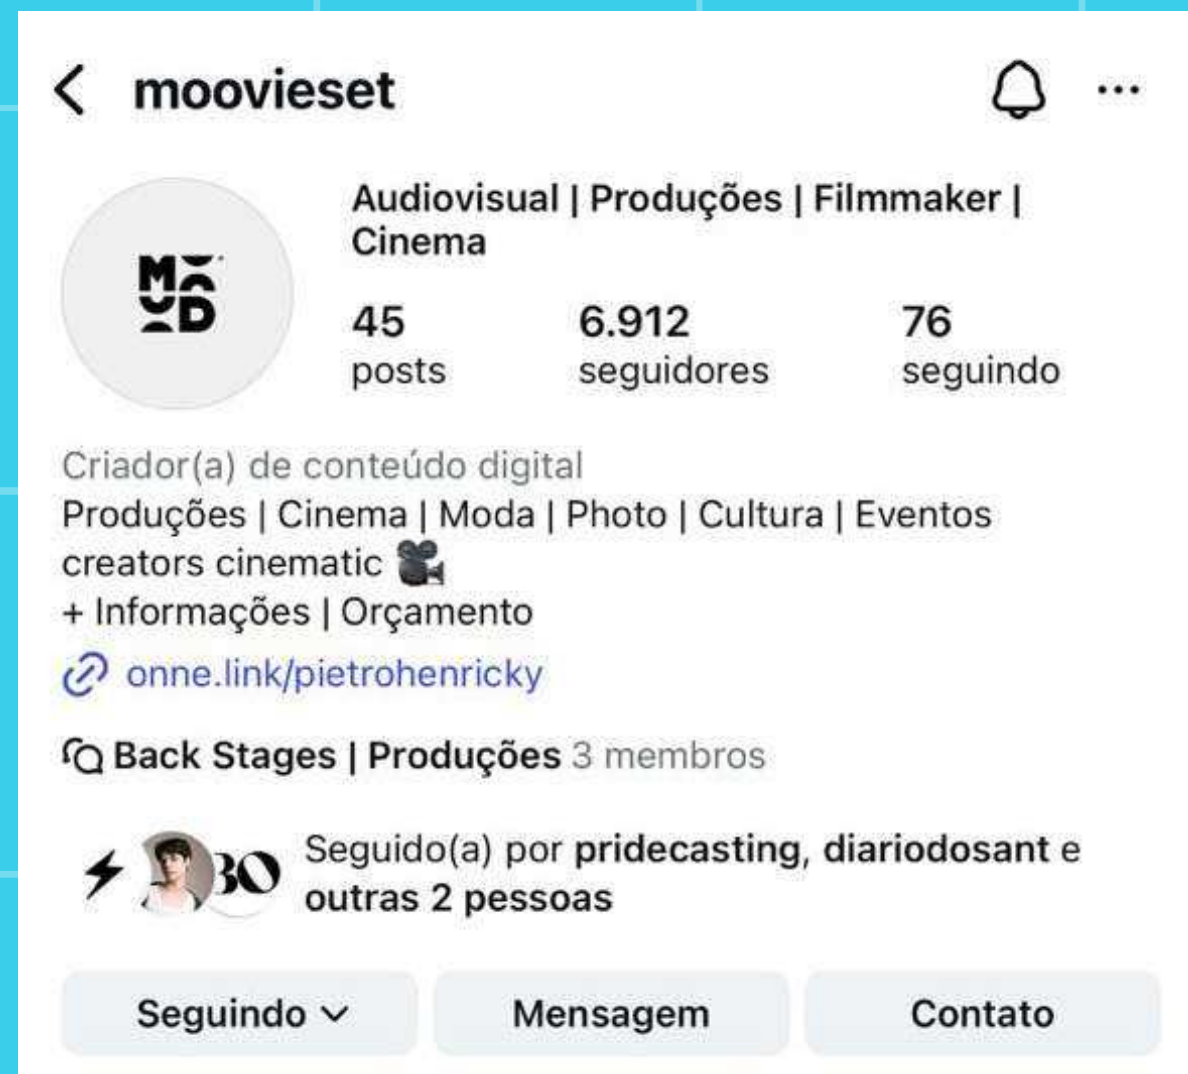 moovieset
Audiovisual | Produções | Filmmaker |
Cinema
MOOD
45 6.912 76
posts seguidores seguindo
Criador(a) de conteúdo digital
Produções | Cinema | Moda | Photo | Cultura | Eventos
creators cinematic
+ Informações | Orçamento
onne.link/pietrohenricky
Back Stages | Produções 3 membros
Seguido(a) por pridecasting, diariodosant e
outras 2 pessoas
Seguindo Mensagem Contato